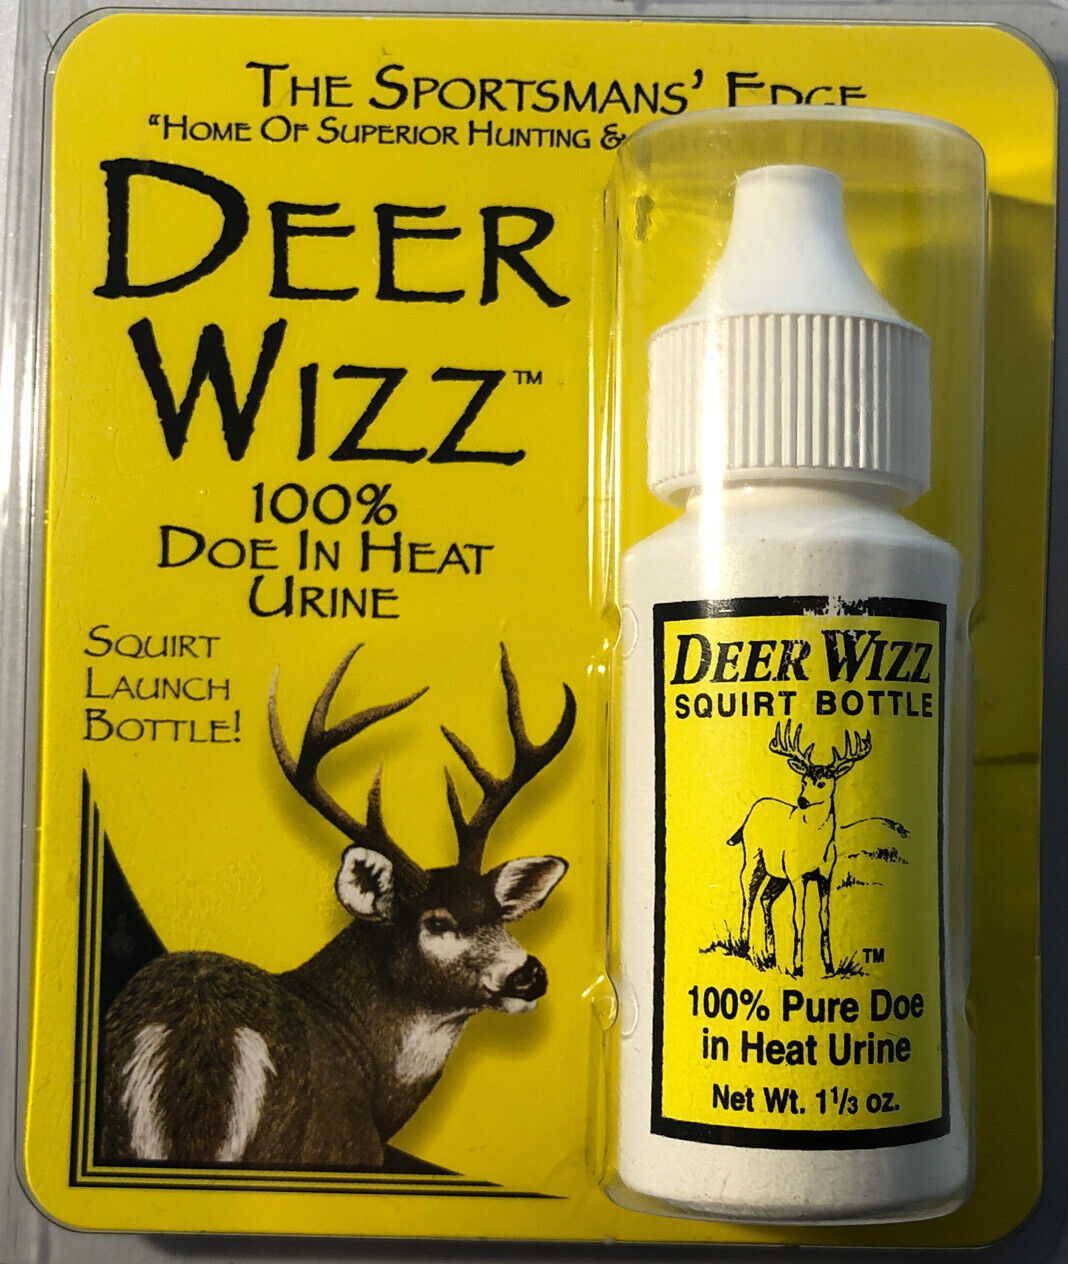 THE SPORTSMANS' EDGE
"HOME OF SUPERIOR HUNTING &
DEER
WIZZ™
100%
DOE IN HEAT
URINE
SQUIRT
LAUNCH
BOTTLE!
DEER WIZZ
SQUIRT BOTTLE
TM
100% Pure Doe
in Heat Urine
Net Wt. 1 1/3 oz.